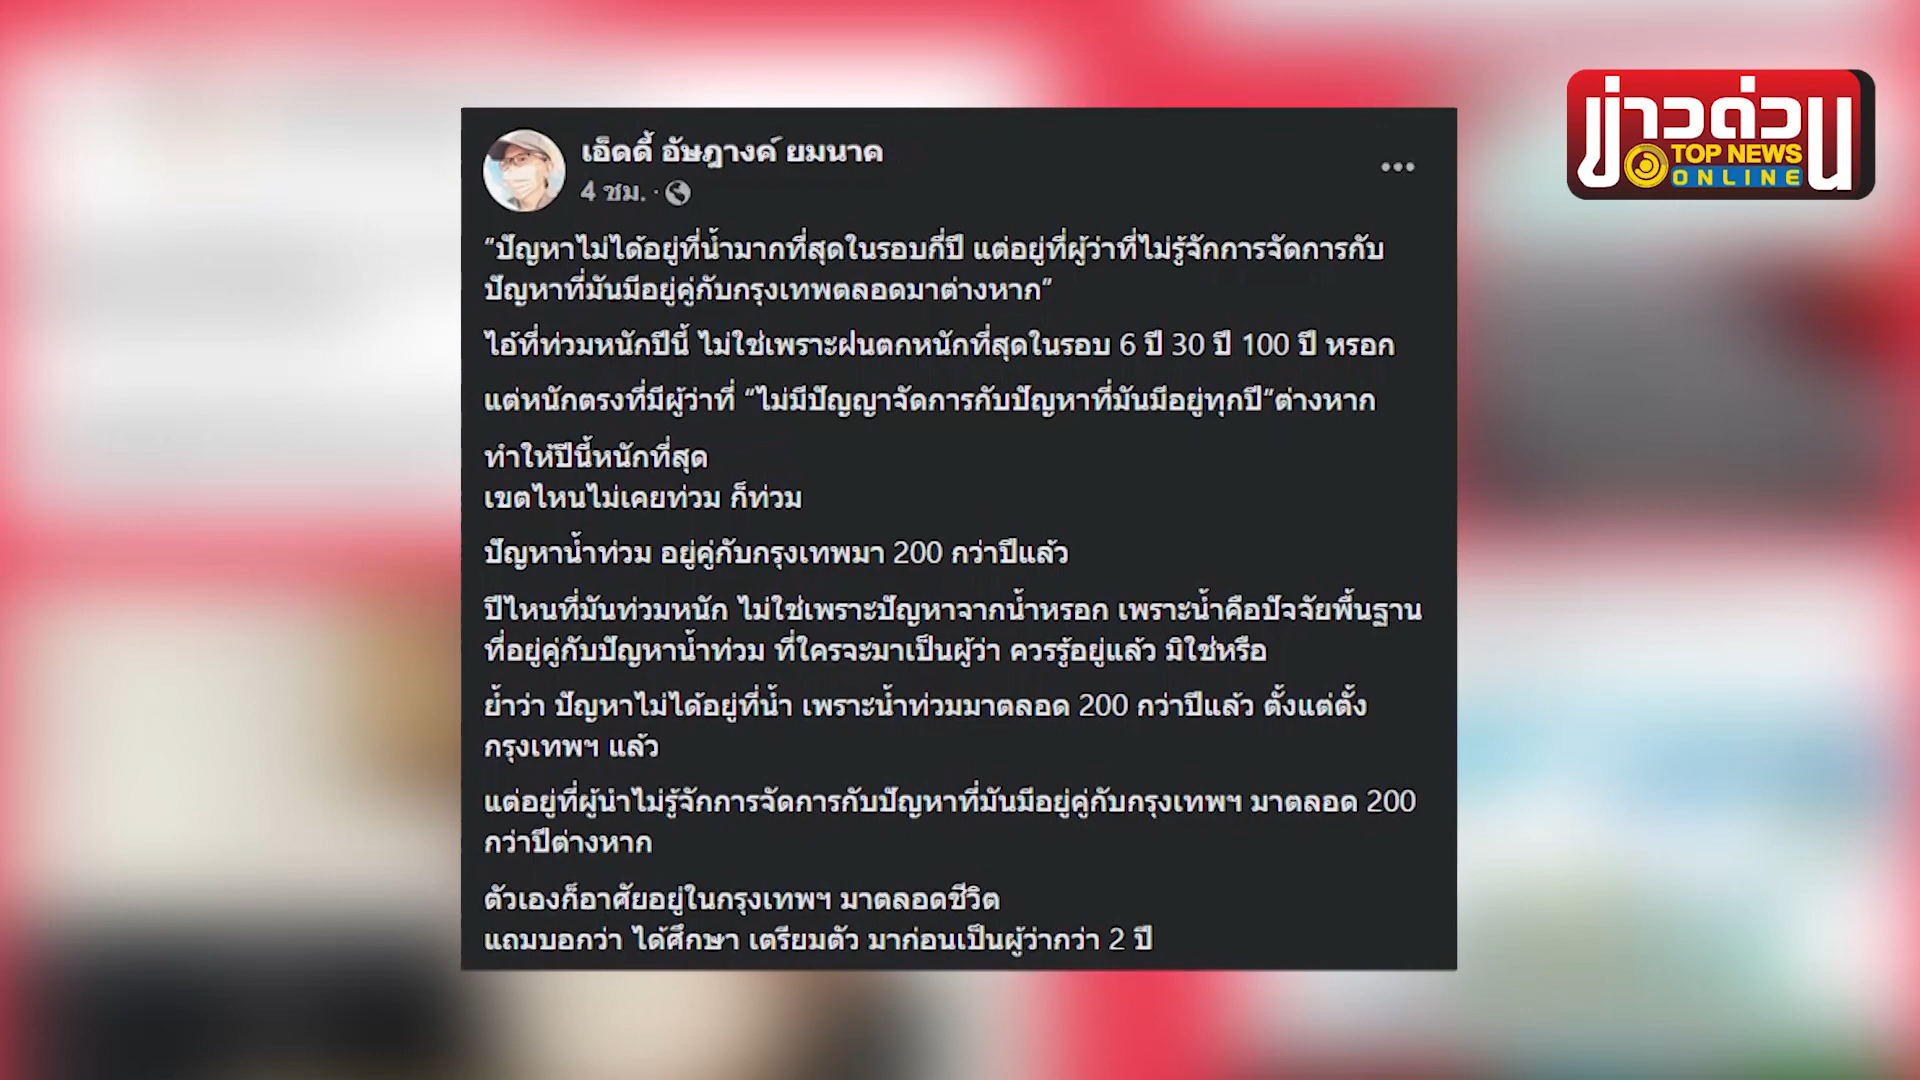 ข่าวด่วน
TOP NEWS
ONLINE
เอ็ดดี้ อัษฎางค์ ยมนาค
4 ชม. ·
“ปัญหาไม่ได้อยู่ที่น้ำมากที่สุดในรอบกี่ปี แต่อยู่ที่ผู้ว่าที่ไม่รู้จักการจัดการกับ
ปัญหาที่มันมีอยู่คู่กับกรุงเทพตลอดมาต่างหาก”
ไอ้ที่ท่วมหนักปีนี้ ไม่ใช่เพราะฝนตกหนักที่สุดในรอบ 6 ปี 30 ปี 100 ปี หรอก
แต่หนักตรงที่มีผู้ว่าที่ “ไม่มีปัญญาจัดการกับปัญหาที่มันมีอยู่ทุกปี”ต่างหาก
ทำให้ปีนี้หนักที่สุด
เขตไหนไม่เคยท่วม ก็ท่วม
ปัญหาน้ำท่วม อยู่คู่กับกรุงเทพมา 200 กว่าปีแล้ว
ปีไหนที่มันท่วมหนัก ไม่ใช่เพราะปัญหาจากน้ำหรอก เพราะน้ำคือปัจจัยพื้นฐาน
ที่อยู่คู่กับปัญหาน้ำท่วม ที่ใครจะมาเป็นผู้ว่า ควรรู้อยู่แล้ว มิใช่หรือ
ย้ำว่า ปัญหาไม่ได้อยู่ที่น้ำ เพราะน้ำท่วมมาตลอด 200 กว่าปีแล้ว ตั้งแต่ตั้ง
กรุงเทพฯ แล้ว
แต่อยู่ที่ผู้นำไม่รู้จักการจัดการกับปัญหาที่มันมีอยู่คู่กับกรุงเทพฯ มาตลอด 200
กว่าปีต่างหาก
ตัวเองก็อาศัยอยู่ในกรุงเทพฯ มาตลอดชีวิต
แถมบอกว่า ได้ศึกษา เตรียมตัว มาก่อนเป็นผู้ว่ากว่า 2 ปี